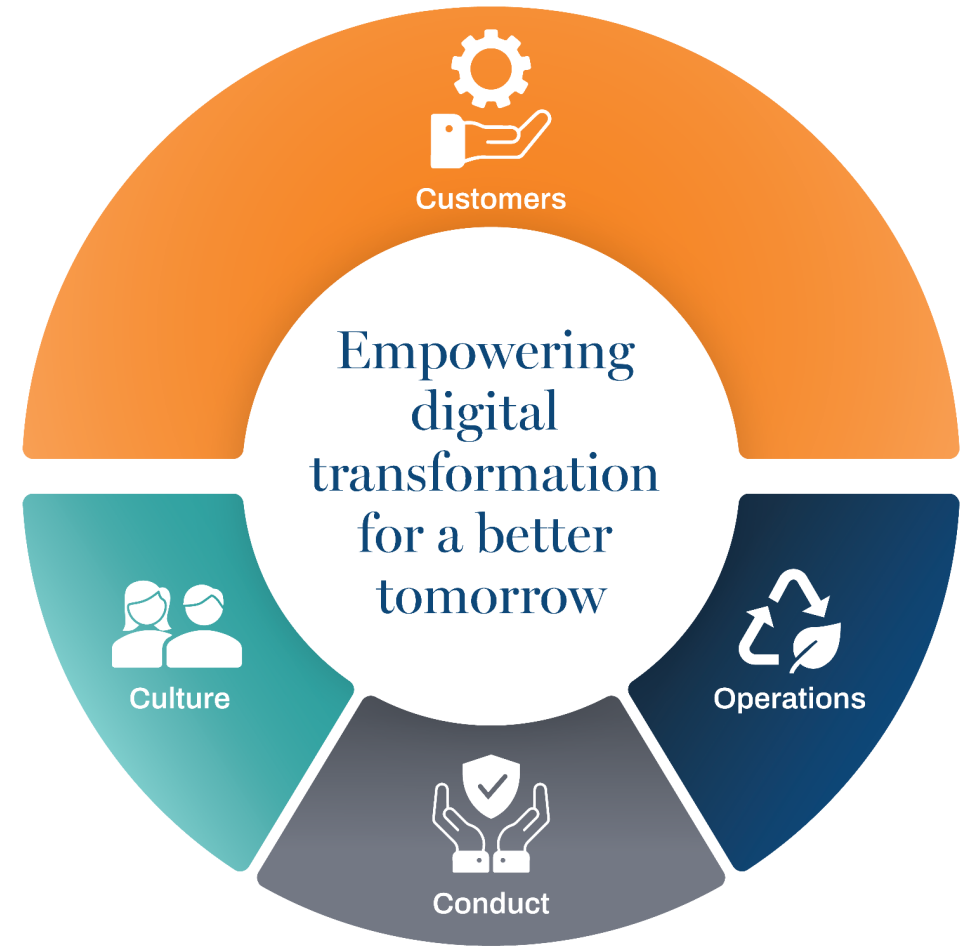 Customers
Empowering
digital
transformation
for a better
tomorrow
Culture
Operations
Conduct